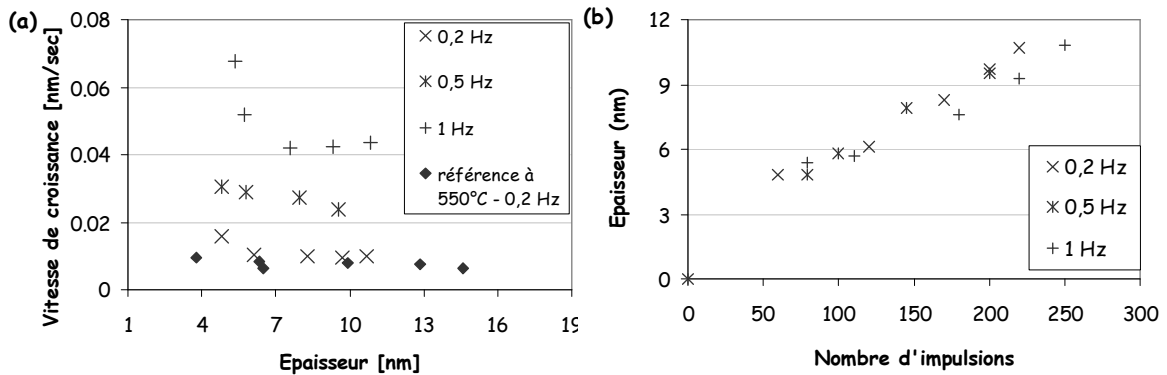 (a)
Vitesse de croissance [nm/sec]
0.08
0.06
0.04
0.02
0
1 4 7 10 13 16 19
Epaisseur [nm]
0,2 Hz
0,5 Hz
1 Hz
référence à
550°C - 0,2 Hz
(b)
Epaisseur (nm)
12
9
6
3
0
0 50 100 150 200 250 300
Nombre d'impulsions
0,2 Hz
0,5 Hz
1 Hz